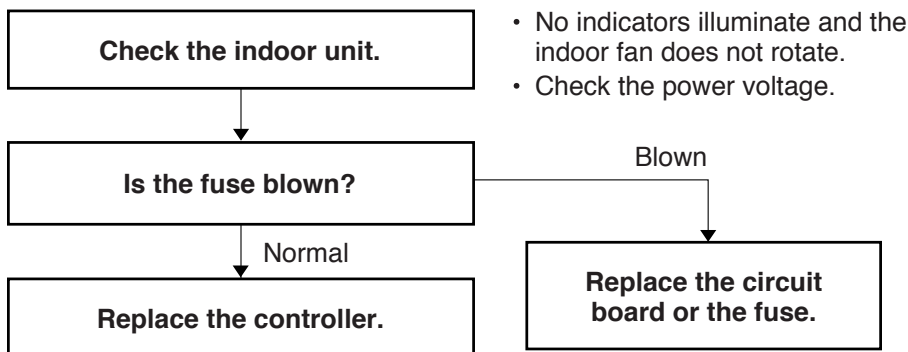 Check the indoor unit.
• No indicators illuminate and the
indoor fan does not rotate.
• Check the power voltage.
Is the fuse blown?
Blown
Normal
Replace the circuit
board or the fuse.
Replace the controller.